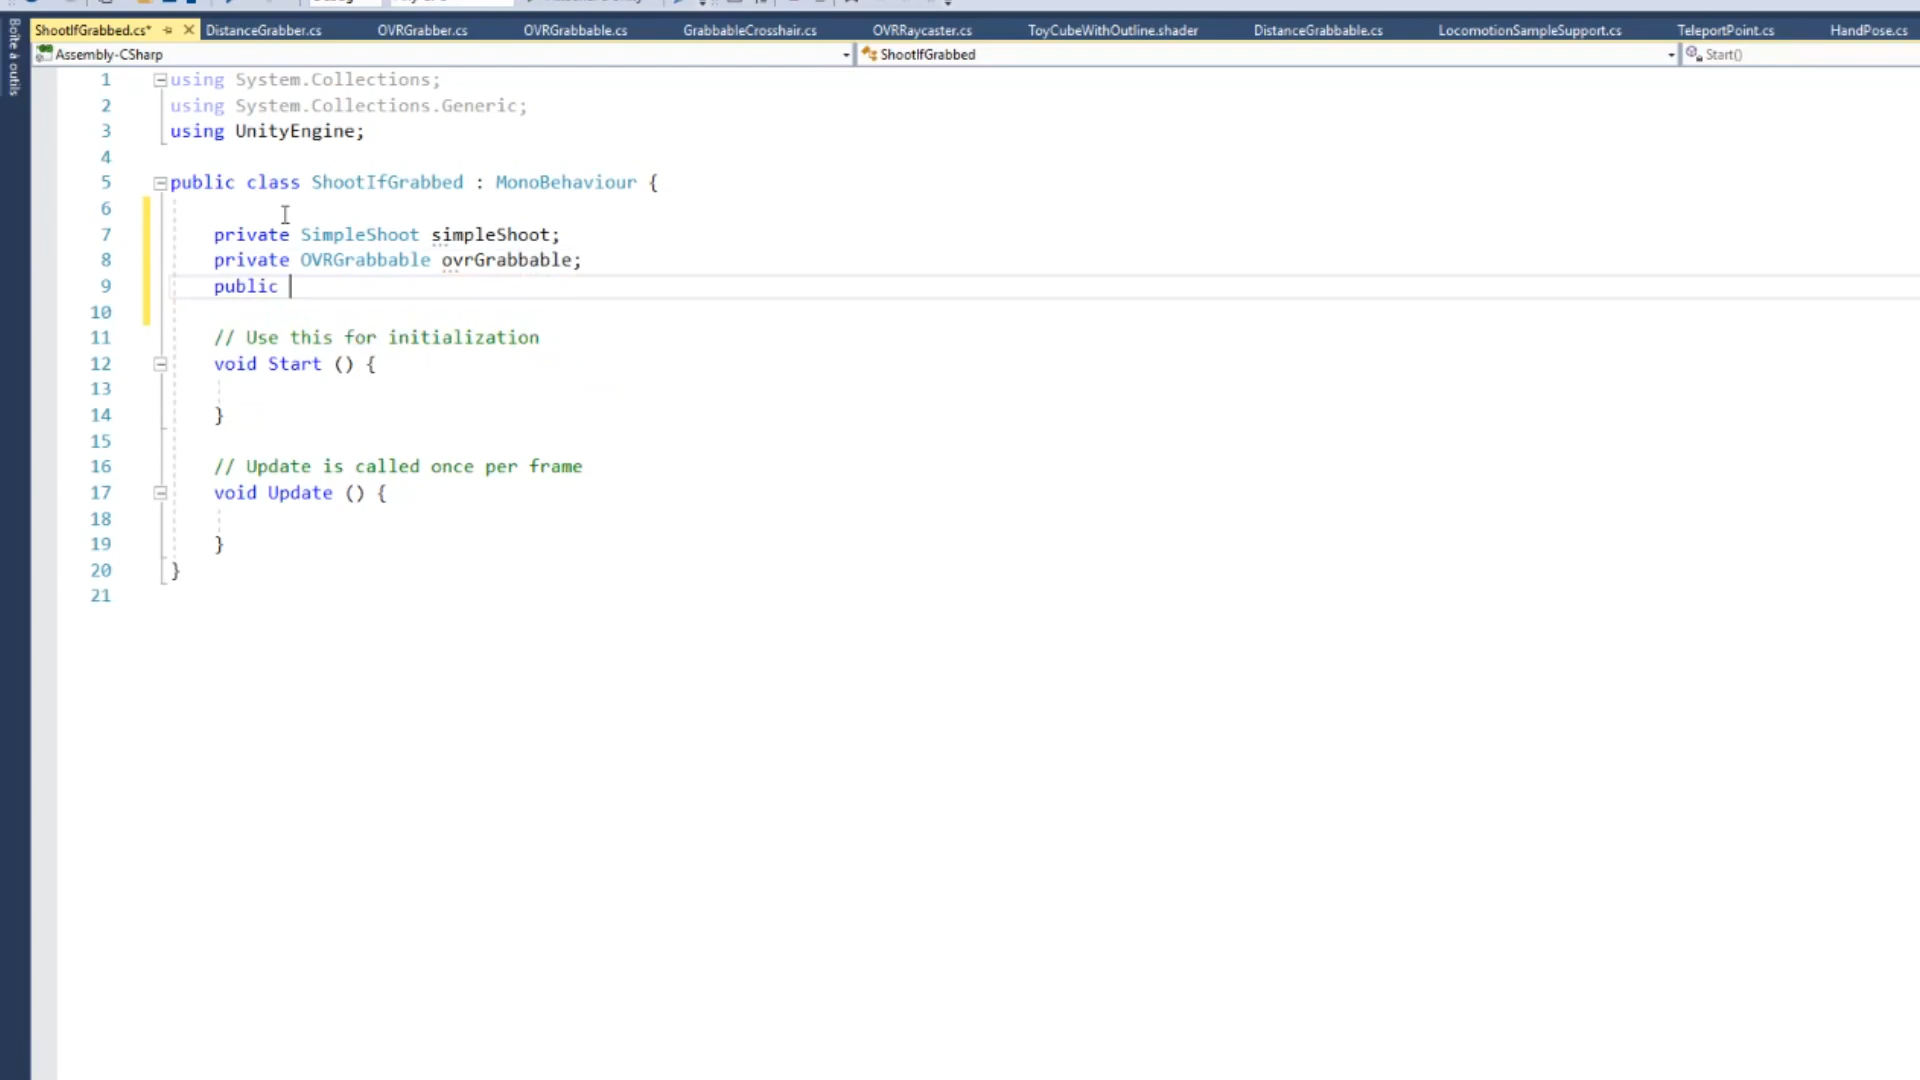 ShootIfGrabbed.cs* DistanceGrabber.cs OVRGrabber.cs OVRGrabbable.cs GrabbableCrosshair.cs OVRRaycaster.cs ToyCubeWithOutline.shader DistanceGrabbable.cs LocomotionSampleSupport.cs TeleportPoint.cs HandPose.cs
Boîte à outils
Assembly-CSharp ShootIfGrabbed Start()
1 using System.Collections;
2 using System.Collections.Generic;
3 using UnityEngine;
4
5 public class ShootIfGrabbed : MonoBehaviour {
6
7 private SimpleShoot simpleShoot;
8 private OVRGrabbable ovrGrabbable;
9 public
10
11 // Use this for initialization
12 void Start () {
13
14 }
15
16 // Update is called once per frame
17 void Update () {
18
19 }
20 }
21